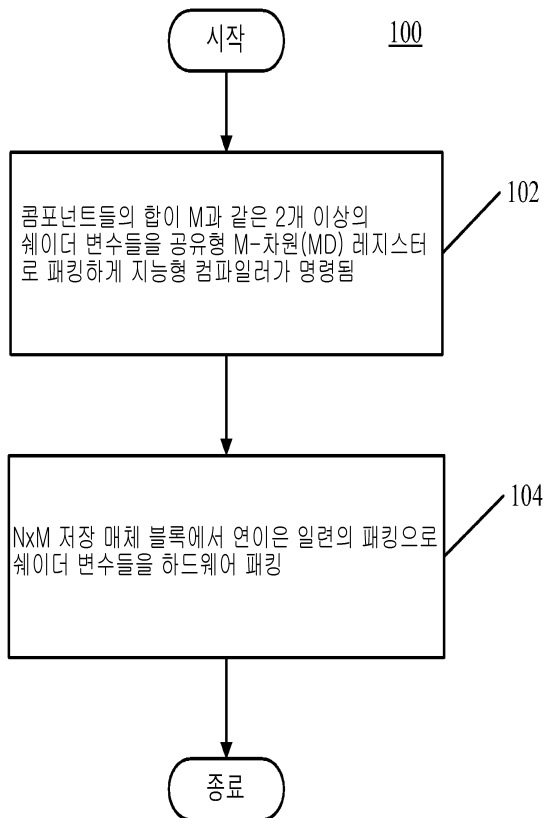 시작
100
콤포넌트들의 합이 M과 같은 2개 이상의
쉐이더 변수들을 공유형 M-차원(MD) 레지스터
로 패킹하게 지능형 컴파일러가 명령됨
102
NxM 저장 매체 블록에서 연이은 일련의 패킹으로
쉐이더 변수들을 하드웨어 패킹
104
종료